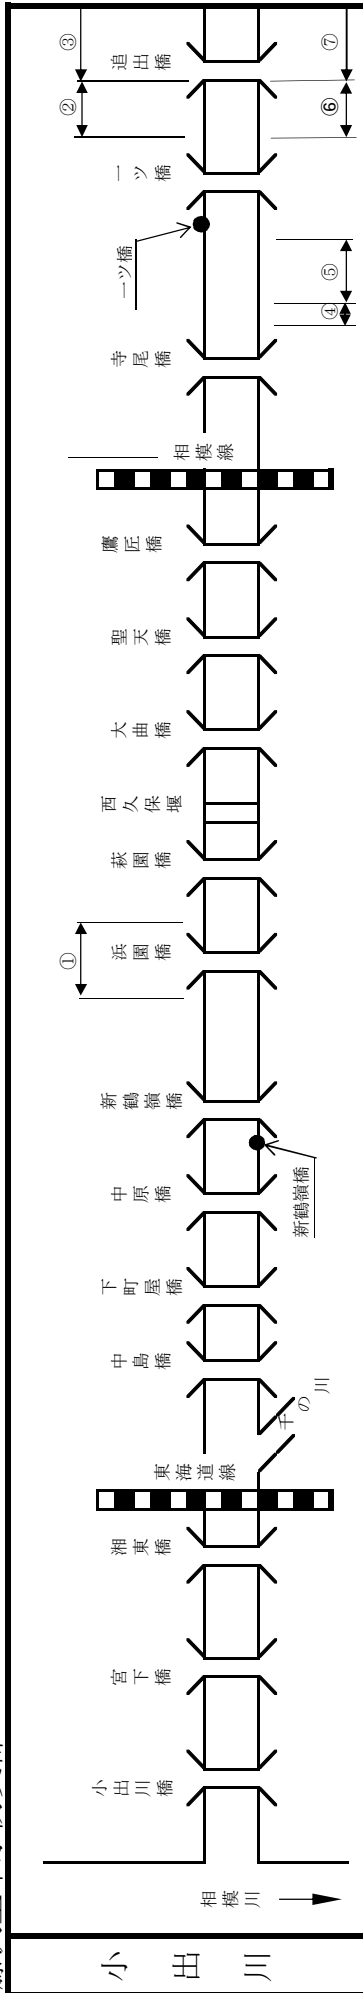 小出川
相模川
小出川橋
宮下橋
湘東橋
東海道線
千の川
中島橋
下町屋橋
中原橋
新鶴嶺橋
新鶴嶺橋
浜園橋
①
萩園橋
西久保堰
大曲橋
聖天橋
鷹匠橋
相模線
寺尾橋
一ツ橋
一ツ橋
追出橋
②
③
④
⑤
⑥
⑦